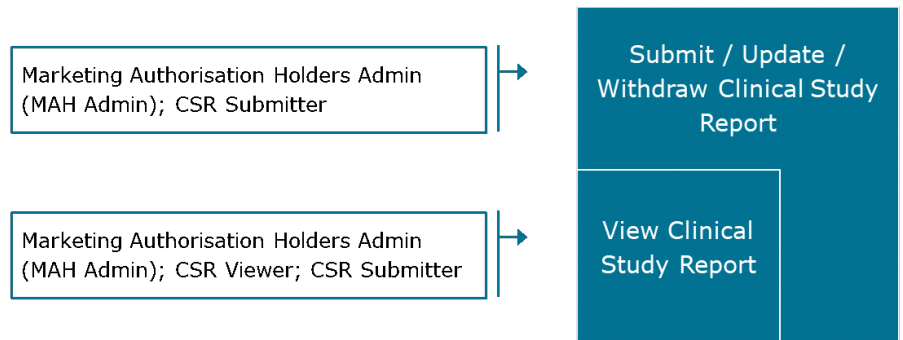 Marketing Authorisation Holders Admin
(MAH Admin); CSR Submitter
Submit / Update /
Withdraw Clinical Study
Report
Marketing Authorisation Holders Admin
(MAH Admin); CSR Viewer; CSR Submitter
View Clinical
Study Report